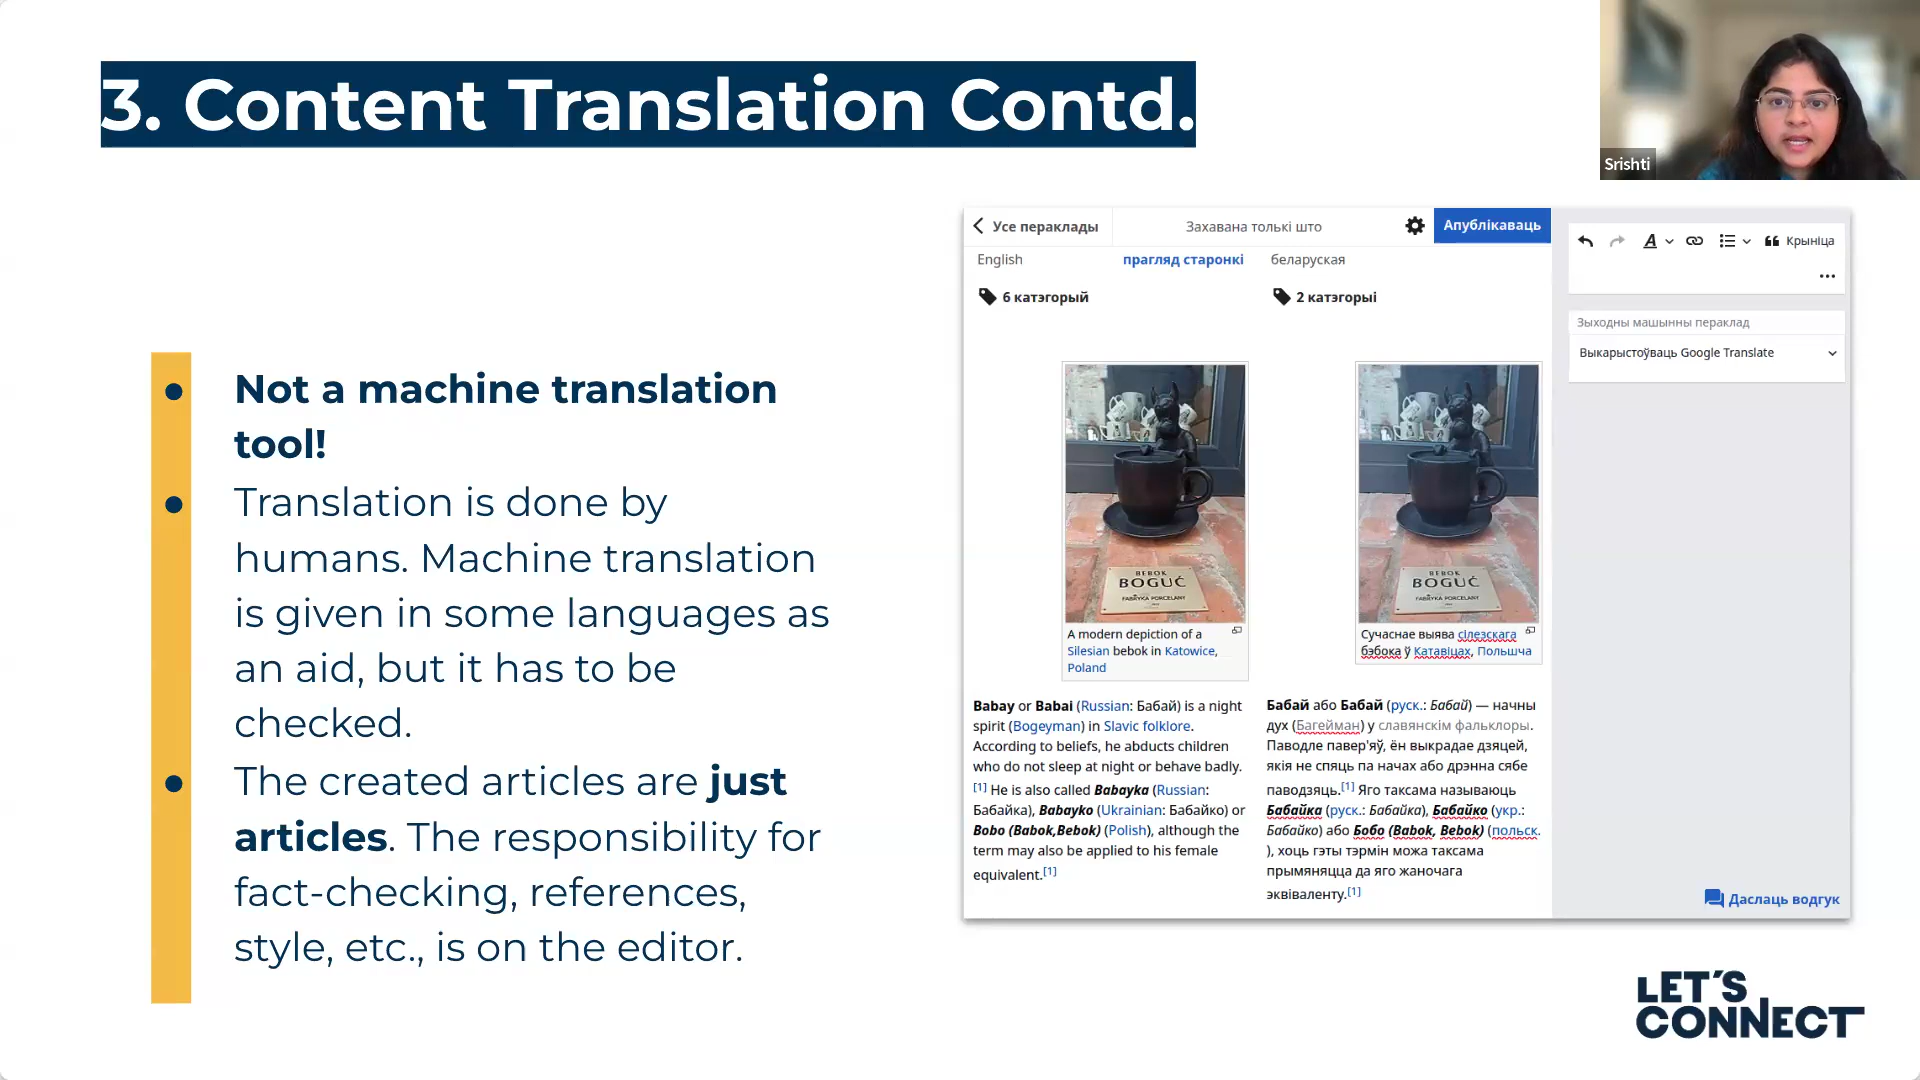 3. Content Translation Contd.
Srishti
Not a machine translation
tool!
Translation is done by
humans. Machine translation
is given in some languages as
an aid, but it has to be
checked.
The created articles are just
articles. The responsibility for
fact-checking, references,
style, etc., is on the editor.
Усе пераклады
Захавана толькі што
Апублікаваць
English
прагляд старонкі
беларуская
6 катэгорый
2 катэгорыі
BEBOK
BOGUĆ
FABRYKA PORCELANY
A modern depiction of a
Silesian bebok in Katowice,
Poland
BEBOK
BOGUĆ
FABRYKA PORCELANY
Сучаснае выява сілезскага
бэбока ў Катавіцах, Польшча
Babay or Babai (Russian: Бабай) is a night
spirit (Bogeyman) in Slavic folklore.
According to beliefs, he abducts children
who do not sleep at night or behave badly.
[1] He is also called Babayka (Russian:
Бабайка), Babayko (Ukrainian: Бабайко) or
Bobo (Babok,Bebok) (Polish), although the
term may also be applied to his female
equivalent.[1]
Бабай або Бабай (руск.: Бабай) — начны
дух (Багейман) у славянскім фальклоры.
Паводле павер'яў, ён выкрадае дзяцей,
якія не спяць па начах або дрэнна сябе
паводзяць.[1] Яго таксама называюць
Бабайка (руск.: Бабайка), Бабайко (укр.:
Бабайко) або Бобо (Babok, Bebok) (польск.
), хоць гэты тэрмін можа таксама
прымяняцца да яго жаночага
эквіваленту.[1]
Крыніца
Зыходны машынны пераклад
Выкарыстоўваць Google Translate
Даслаць водгук
LET'S
CONNECT